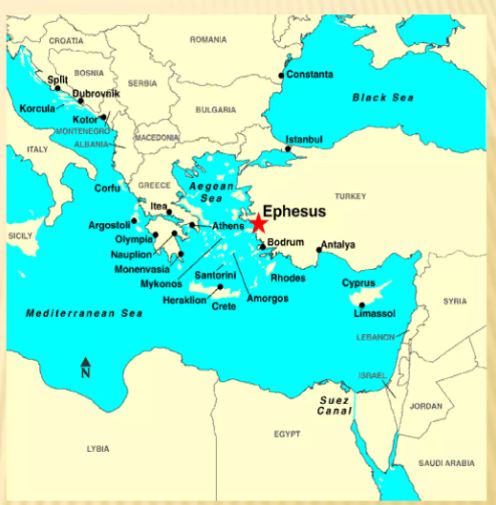 CROATIA
ROMANIA
BOSNIA
Split
SERBIA
Constanta
Dubrovnik
Black Sea
Korcula
BULGARIA
Kotor
MONTENEGRO
MACEDONIA
Istanbul
ALBANIA
ITALY
Corfu
GREECE
Aegean
Sea
TURKEY
Itea
Ephesus
Argostoli
Athens
SICILY
Olympia
Bodrum
Antalya
Nauplion
Monenvasia
Santorini
Rhodes
Mykonos
Cyprus
Heraklion
Crete
Amorgos
SYRIA
Mediterranean Sea
Limassol
LEBANON
N
ISRAEL
Suez
Canal
JORDAN
EGYPT
LYBIA
SAUDI ARABIA